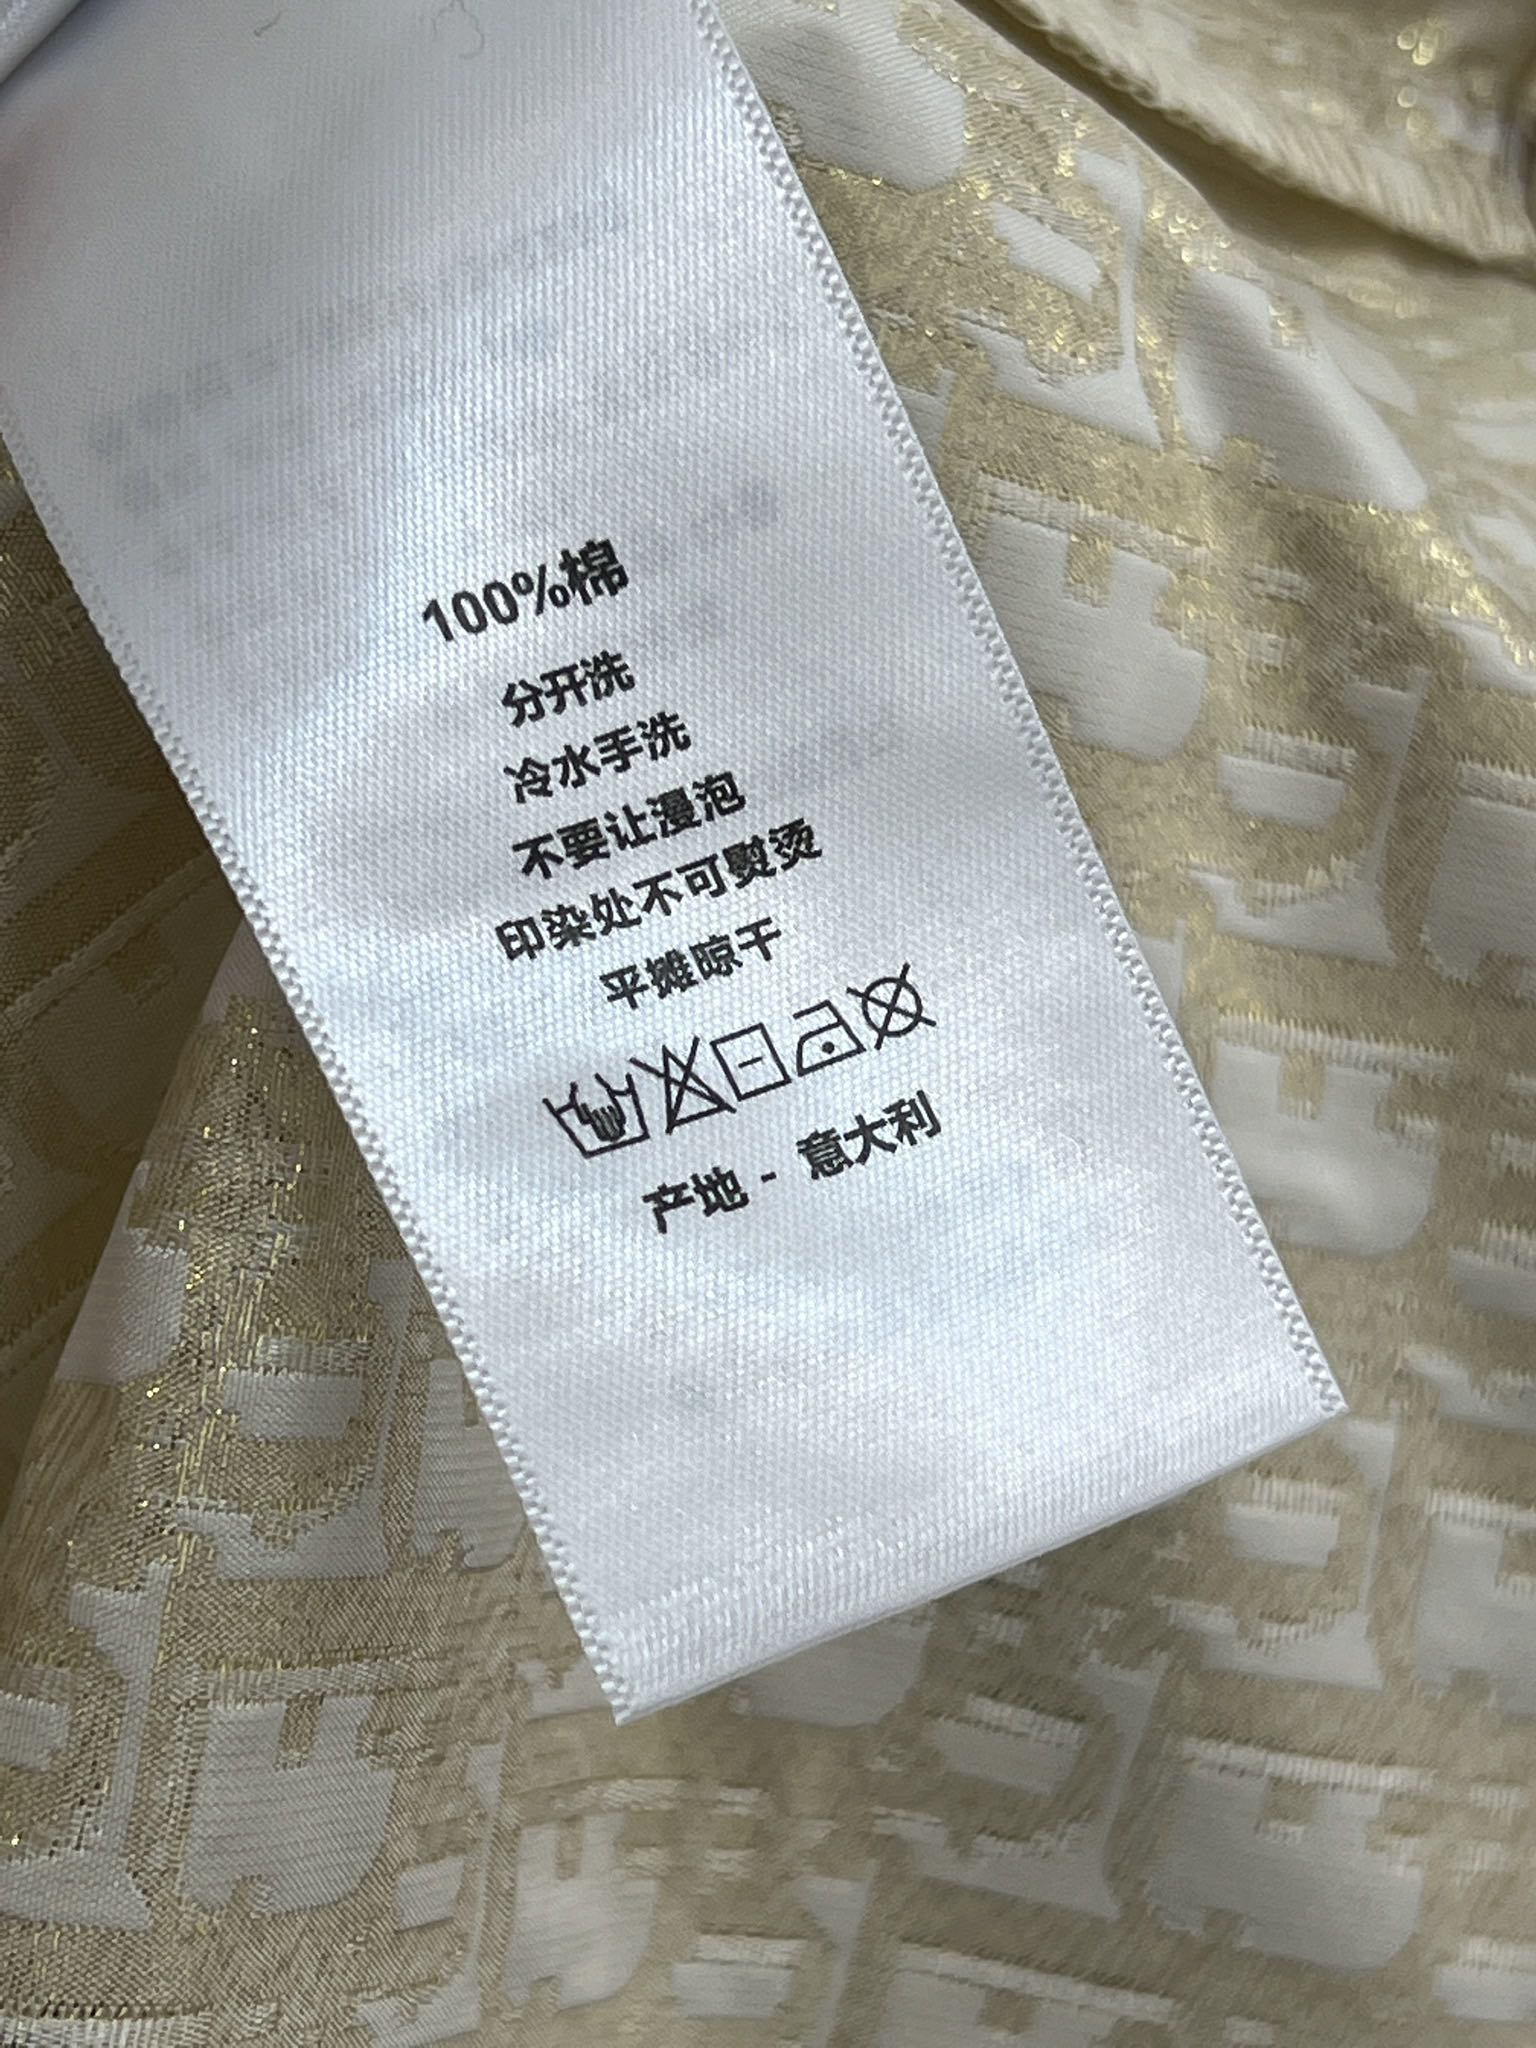 100%棉
分开洗
冷水手洗
不要让漫泡
印染处不可熨烫
平摊晾干
产地 - 意大利